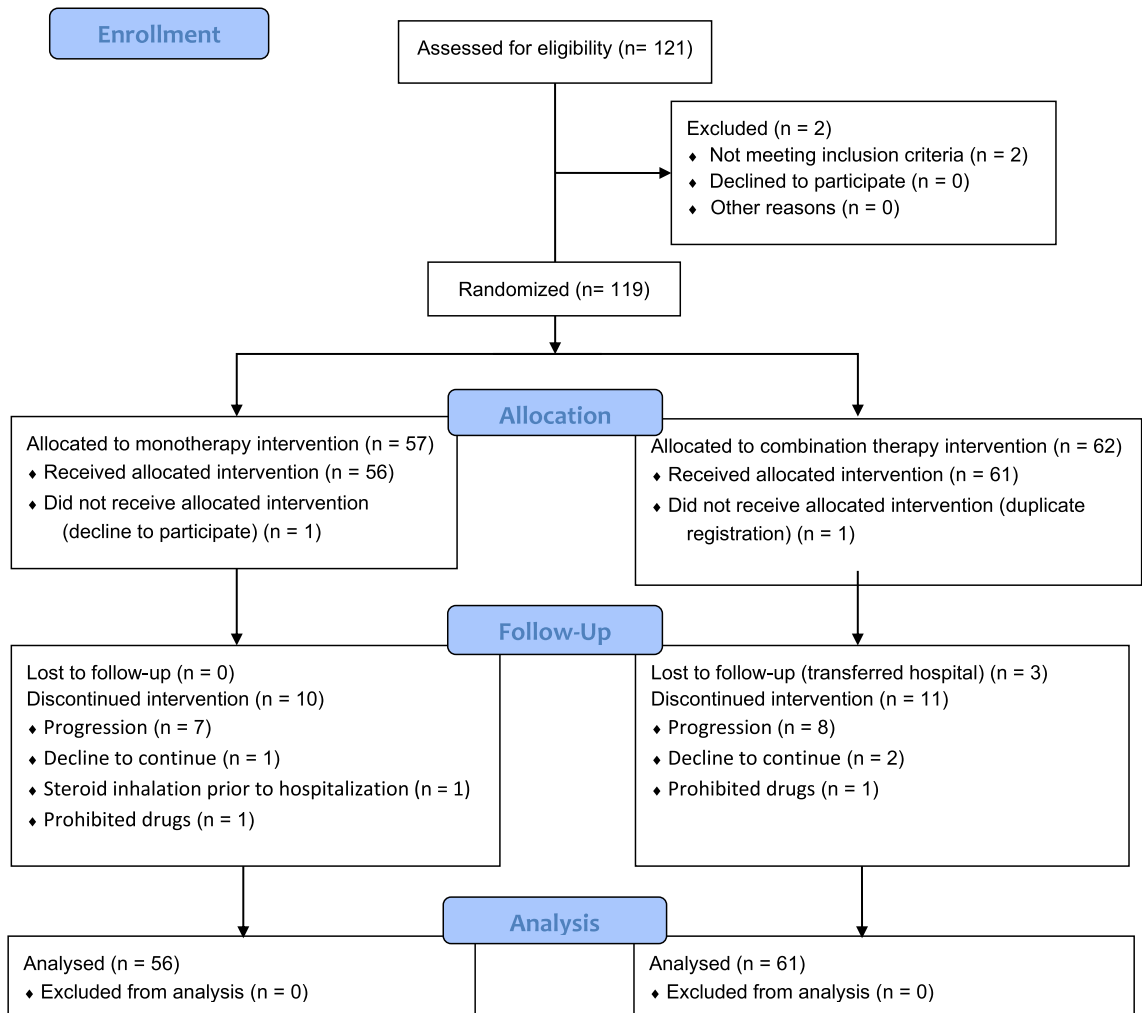 Enrollment
Assessed for eligibility (n= 121)
Excluded (n = 2)
♦ Not meeting inclusion criteria (n = 2)
♦ Declined to participate (n = 0)
♦ Other reasons (n = 0)
Randomized (n= 119)
Allocation
Allocated to monotherapy intervention (n = 57)
♦ Received allocated intervention (n = 56)
♦ Did not receive allocated intervention
(decline to participate) (n = 1)
Allocated to combination therapy intervention (n = 62)
♦ Received allocated intervention (n = 61)
♦ Did not receive allocated intervention (duplicate
registration) (n = 1)
Follow-Up
Lost to follow-up (n = 0)
Discontinued intervention (n = 10)
♦ Progression (n = 7)
♦ Decline to continue (n = 1)
♦ Steroid inhalation prior to hospitalization (n = 1)
♦ Prohibited drugs (n = 1)
Lost to follow-up (transferred hospital) (n = 3)
Discontinued intervention (n = 11)
♦ Progression (n = 8)
♦ Decline to continue (n = 2)
♦ Prohibited drugs (n = 1)
Analysis
Analysed (n = 56)
♦ Excluded from analysis (n = 0)
Analysed (n = 61)
♦ Excluded from analysis (n = 0)